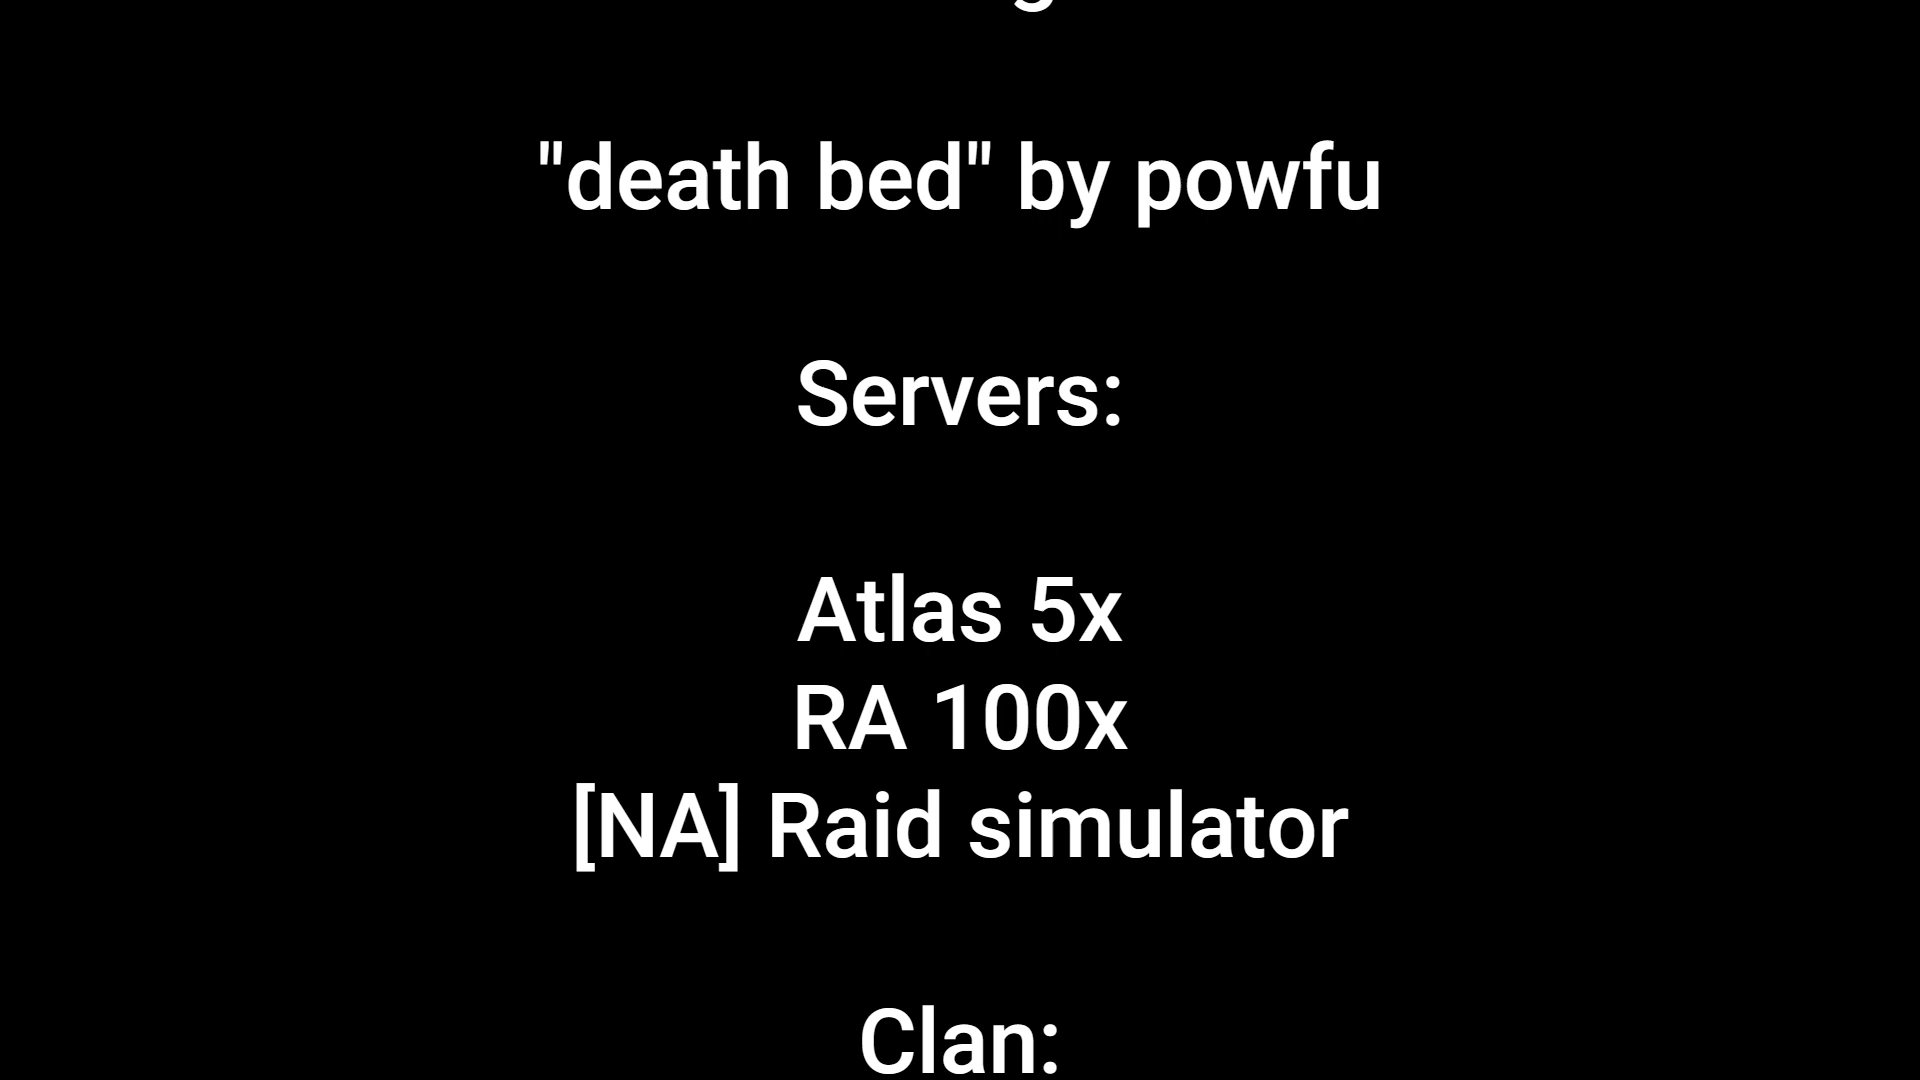 "death bed" by powfu
Servers:
Atlas 5x
RA 100x
[NA] Raid simulator
Clan: